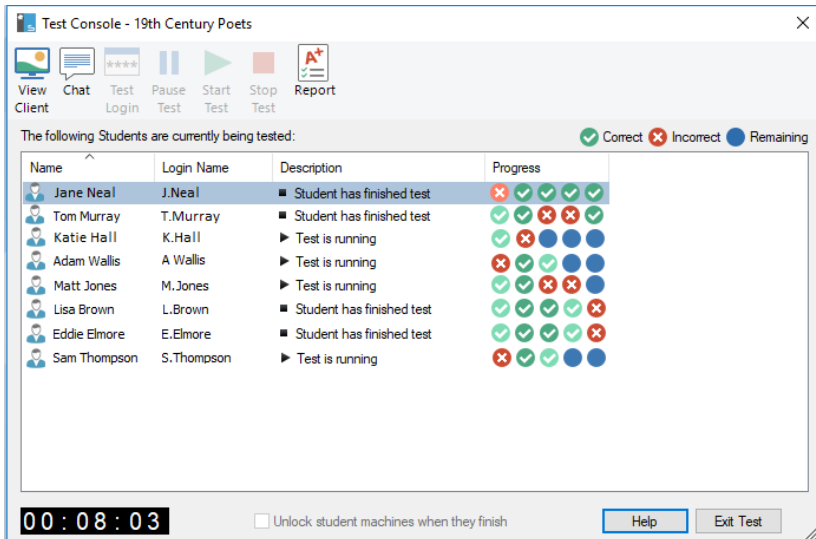 Test Console - 19th Century Poets
View Client Chat Test Login Pause Test Start Test Stop Test Report
The following Students are currently being tested: Correct Incorrect Remaining
Name Login Name Description Progress
Jane Neal J.Neal Student has finished test
Tom Murray T.Murray Student has finished test
Katie Hall K.Hall Test is running
Adam Wallis A Wallis Test is running
Matt Jones M.Jones Test is running
Lisa Brown L.Brown Student has finished test
Eddie Elmore E.Elmore Student has finished test
Sam Thompson S.Thompson Test is running
00:08:03 Unlock student machines when they finish Help Exit Test